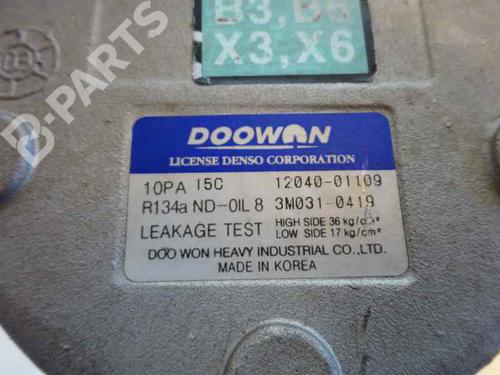 B3,B6
X3,X6
B-PARTS
DOOWON
LICENSE DENSO CORPORATION
10PA 15C 12040-01109
R134a ND-OIL 8 3M031-0419
LEAKAGE TEST HIGH SIDE 36 kg/cm²
LOW SIDE 17 kg/cm²
DOO WON HEAVY INDUSTRIAL CO.,LTD.
MADE IN KOREA